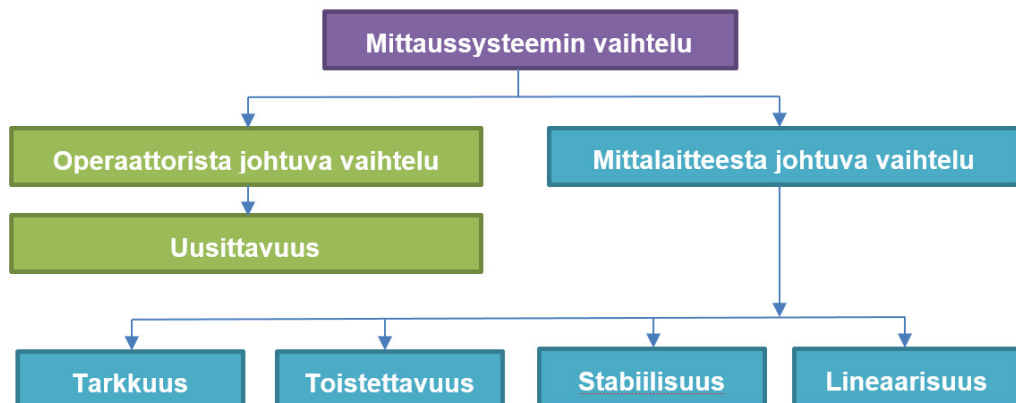 Mittaussysteemin vaihtelu
Operaattorista johtuva vaihtelu
Mittalaitteesta johtuva vaihtelu
Uusittavuus
Tarkkuus
Toistettavuus
Stabiilisuus
Lineaarisuus